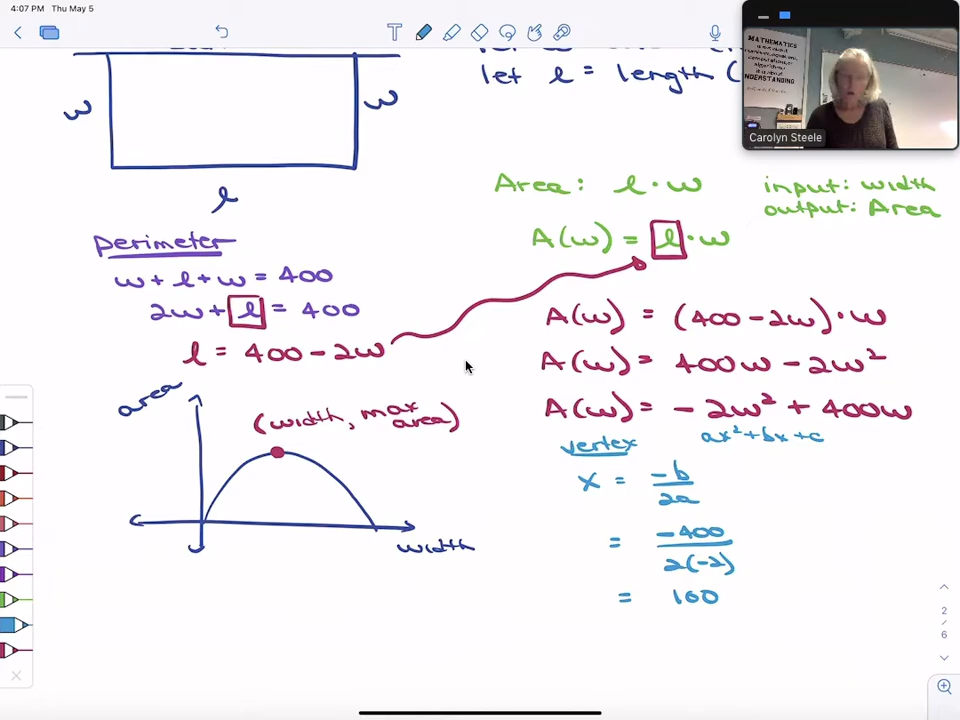 4:07 PM Thu May 5
let l = length (
w
w
l
MATHEMATICS
UNDERSTANDING
Carolyn Steele
Area: l · w
input: width
output: Area
A(w) = l · w
perimeter
w + l + w = 400
2w + l = 400
l = 400 - 2w
A(w) = (400 - 2w) · w
A(w) = 400w - 2w²
A(w) = - 2w² + 400w
ax² + bx + c
area
(width, max area)
width
vertex
x = -b/2a
= -400/2(-2)
= 100
2
/
6